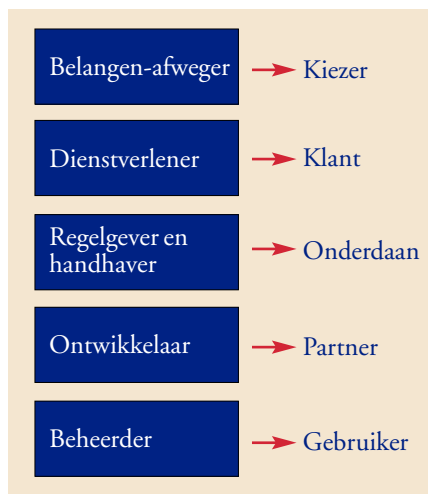 Belangen-afweger
Kiezer
Dienstverlener
Klant
Regelgever en
handhaver
Onderdaan
Ontwikkelaar
Partner
Beheerder
Gebruiker